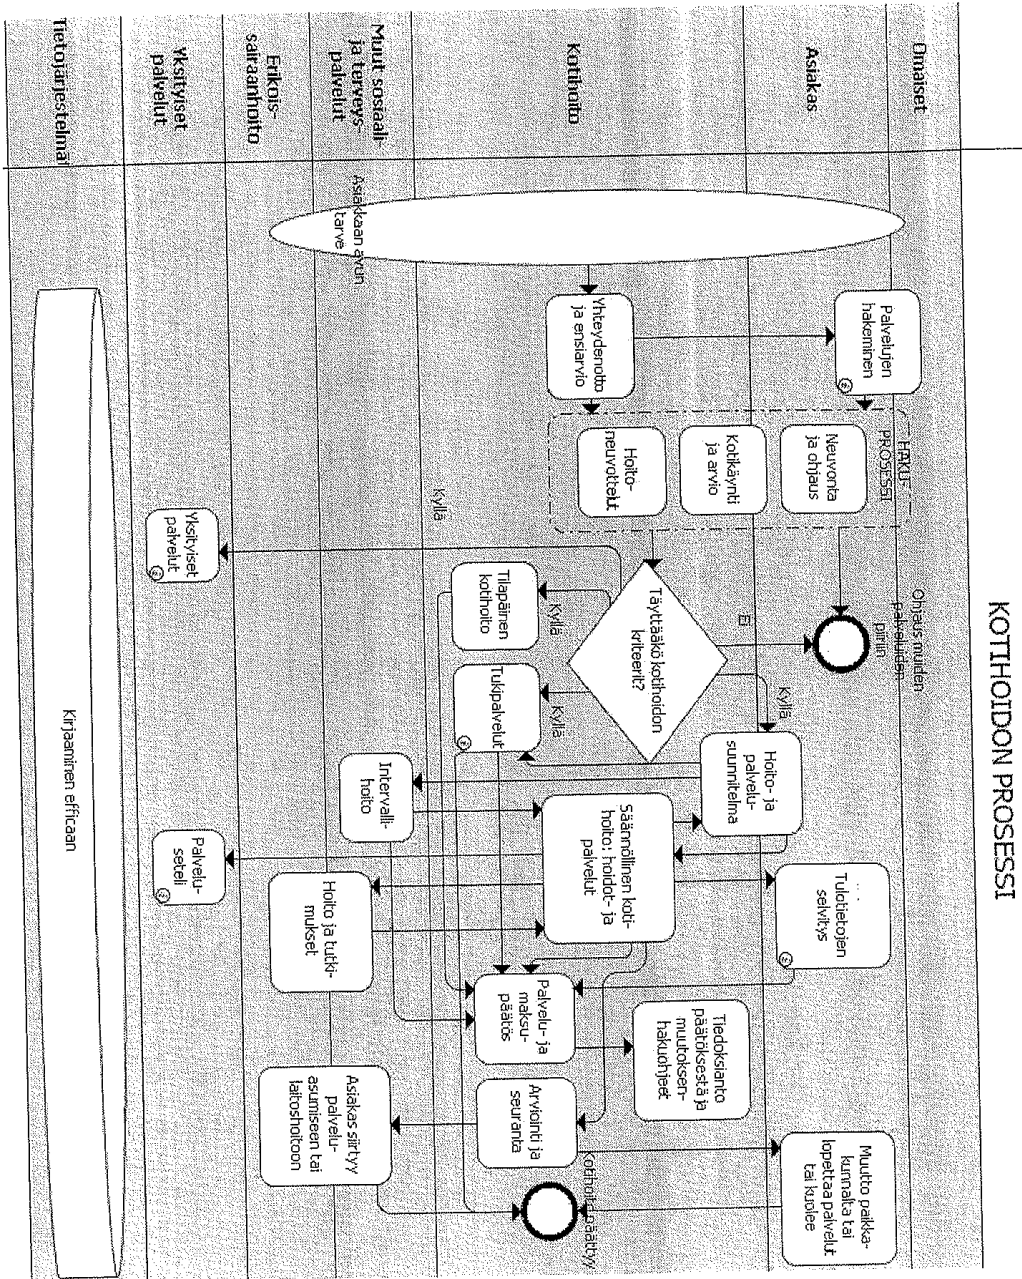 KOTIHOIDON PROSESSI
Omaiset
Asiakas
Kotihoito
Muut sosiaali-
ja terveys-
palvelut
Erikois-
sairaanhoito
Yksityiset
palvelut
Tietojärjestelmät
Asiakkaan avun
tarve
Palvelujen
hakeminen
Yhteydenotto
ja ensiarvio
HAKU-
PROSESSI
Neuvonta
ja ohjaus
Kotikäynti
ja arvio
Hoito-
neuvottelut
Ohjaus muiden
palveluiden
piiriin
Täyttääkö kotihoidon
kriteerit?
Ei
Kyllä
Kyllä
Kyllä
Kyllä
Yksityiset
palvelut
Tilapäinen
kotihoito
Tukipalvelut
Hoito- ja
palvelu-
suunnitelma
Intervalli-
hoito
Säännöllinen koti-
hoito; hoidot- ja
palvelut
Palvelu-
seteli
Tulotietojen
selvitys
Hoito ja tutki-
mukset
Palvelu- ja
maksu-
päätös
Tiedoksianto
päätöksestä ja
muutoksen-
hakuohjeet
Arviointi ja
seuranta
Asiakas siirtyy
palvelu-
asumiseen tai
laitoshoitoon
Muutto paikka-
kunnalta tai
lopettaa palvelut
tai kuolee
Kotihoito päättyy
Kirjaaminen efficaan